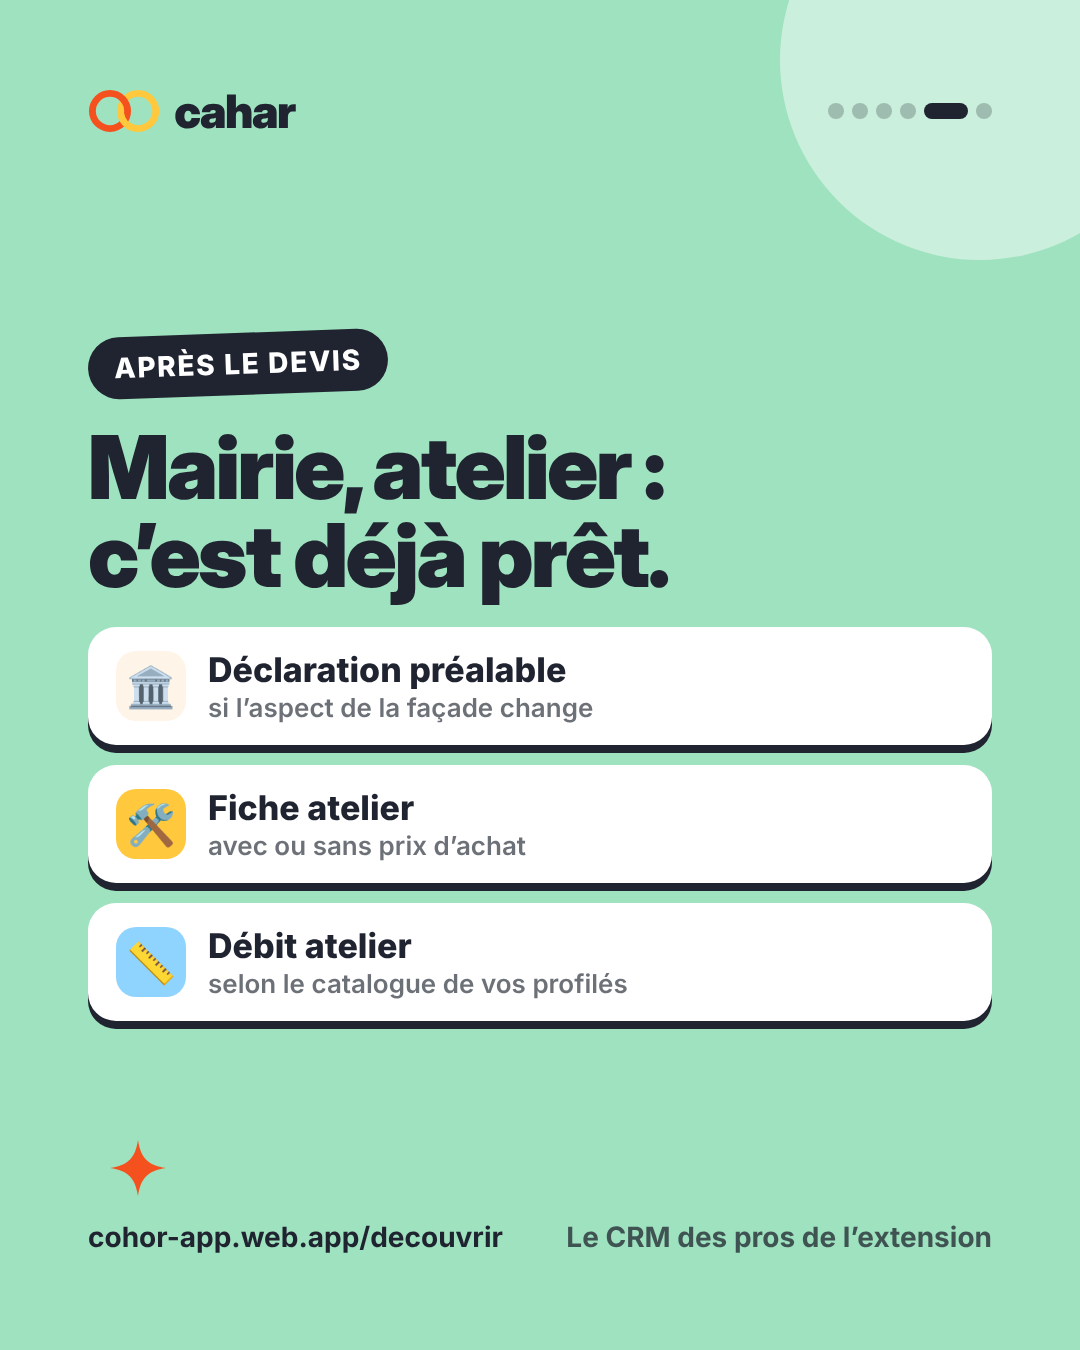 cahar
APRÈS LE DEVIS
Mairie, atelier :
c’est déjà prêt.
Déclaration préalable
si l’aspect de la façade change
Fiche atelier
avec ou sans prix d’achat
Débit atelier
selon le catalogue de vos profilés
cohor-app.web.app/decouvrir
Le CRM des pros de l’extension